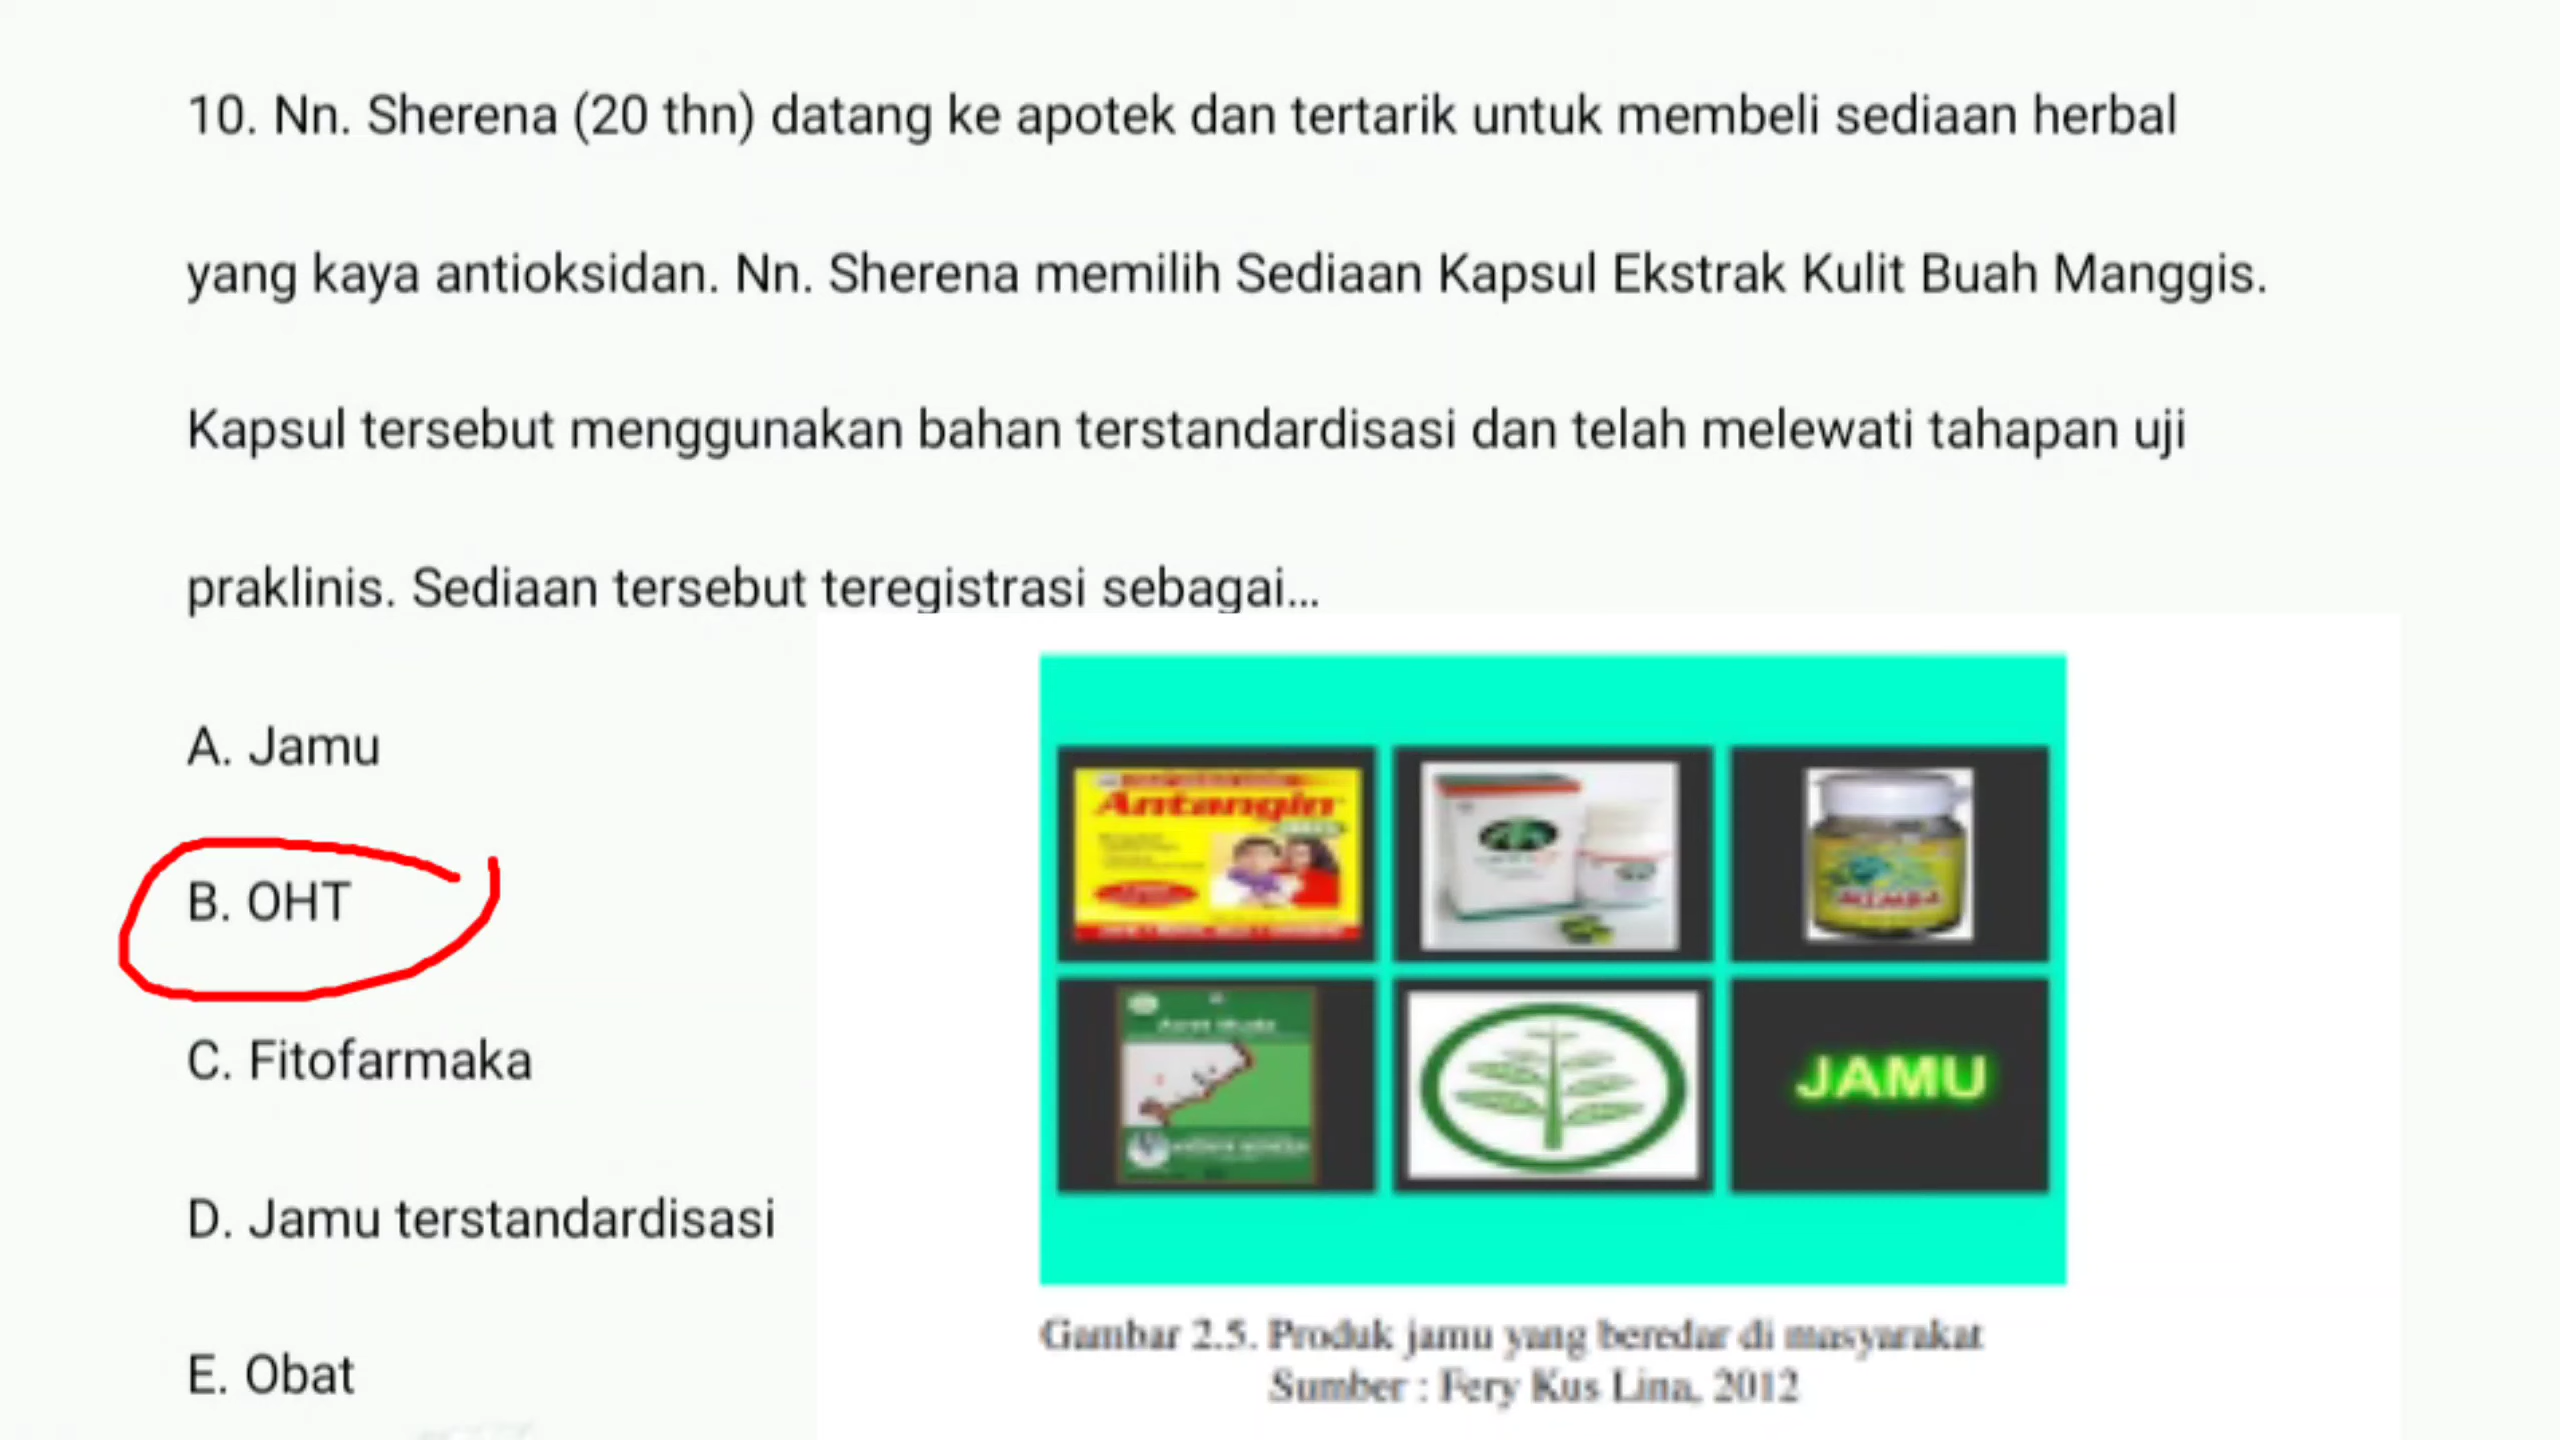 10. Nn. Sherena (20 thn) datang ke apotek dan tertarik untuk membeli sediaan herbal
yang kaya antioksidan. Nn. Sherena memilih Sediaan Kapsul Ekstrak Kulit Buah Manggis.
Kapsul tersebut menggunakan bahan terstandardisasi dan telah melewati tahapan uji
praklinis. Sediaan tersebut teregistrasi sebagai...
A. Jamu
B. OHT
C. Fitofarmaka
D. Jamu terstandardisasi
E. Obat
Antangin
MIMBA
JAMU
Gambar 2.5. Produk jamu yang beredar di masyarakat
Sumber : Fery Kus Lina, 2012